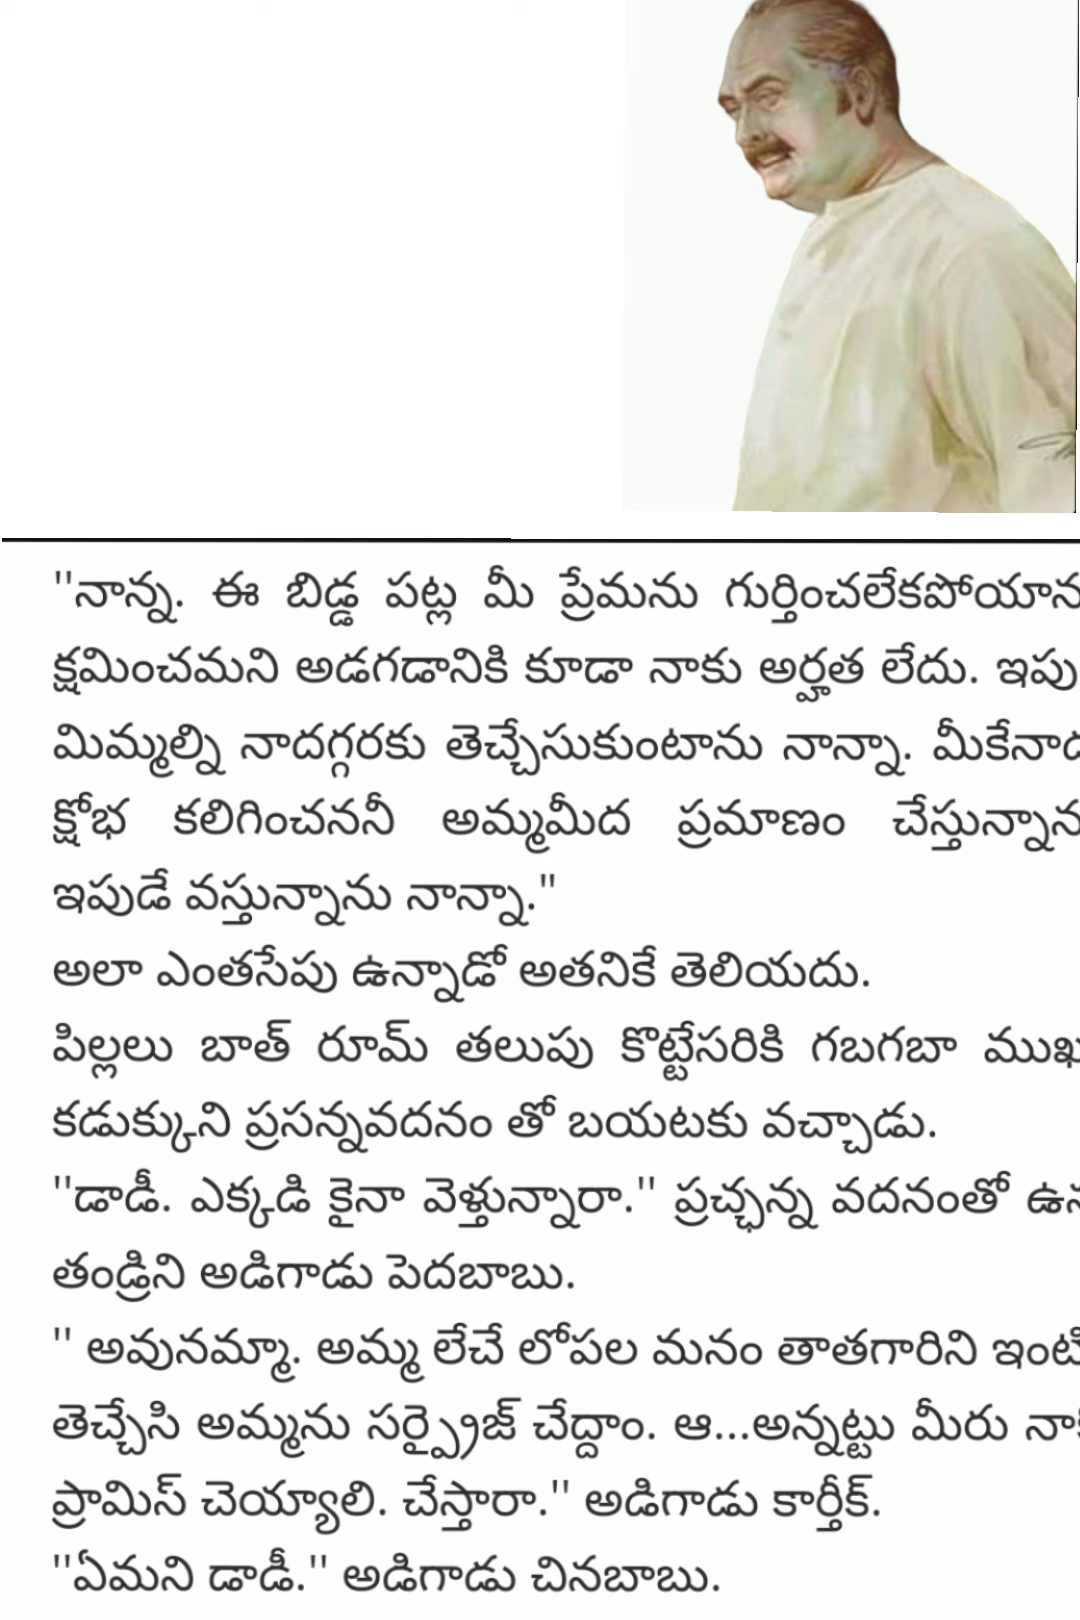 "నాన్న. ఈ బిడ్డ పట్ల మీ ప్రేమను గుర్తించలేకపోయాన
క్షమించమని అడగడానికి కూడా నాకు అర్హత లేదు. ఇపు
మిమ్మల్ని నాదగ్గరకు తెచ్చేసుకుంటాను నాన్నా. మీకేనాడ
క్షోభ కలిగించననీ అమ్మమీద ప్రమాణం చేస్తున్నాన
ఇపుడే వస్తున్నాను నాన్నా."
అలా ఎంతసేపు ఉన్నాడో అతనికే తెలియదు.
పిల్లలు బాత్ రూమ్ తలుపు కొట్టేసరికి గబగబా ముఖ
కడుక్కుని ప్రసన్నవదనం తో బయటకు వచ్చాడు.
"డాడీ. ఎక్కడి కైనా వెళ్తున్నారా." ప్రచ్ఛన్న వదనంతో ఉన
తండ్రిని అడిగాడు పెదబాబు.
" అవునమ్మా. అమ్మ లేచే లోపల మనం తాతగారిని ఇంటి
తెచ్చేసి అమ్మను సర్ప్రైజ్ చేద్దాం. ఆ...అన్నట్టు మీరు నాక
ప్రామిస్ చెయ్యాలి. చేస్తారా." అడిగాడు కార్తీక్.
"ఏమని డాడీ." అడిగాడు చినబాబు.